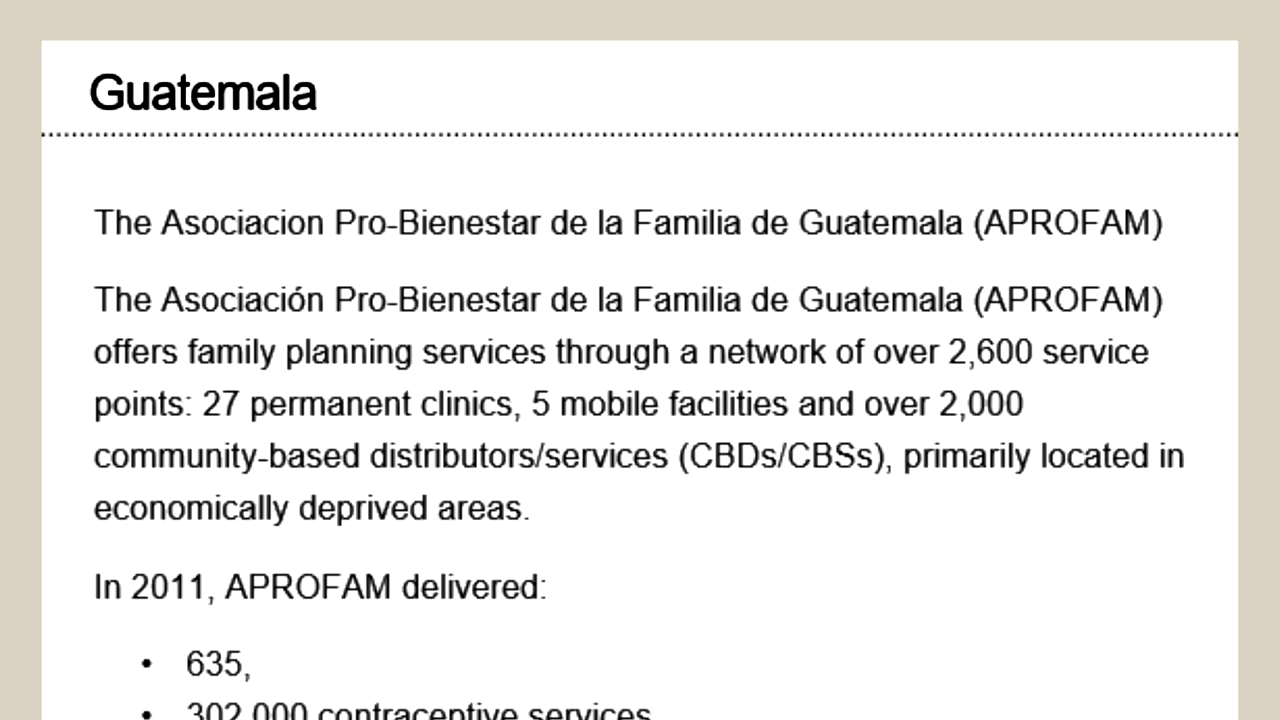 Guatemala
The Asociacion Pro-Bienestar de la Familia de Guatemala (APROFAM)
The Asociación Pro-Bienestar de la Familia de Guatemala (APROFAM)
offers family planning services through a network of over 2,600 service
points: 27 permanent clinics, 5 mobile facilities and over 2,000
community-based distributors/services (CBDs/CBSs), primarily located in
economically deprived areas.
In 2011, APROFAM delivered:
• 635,
• 302,000 contraceptive services